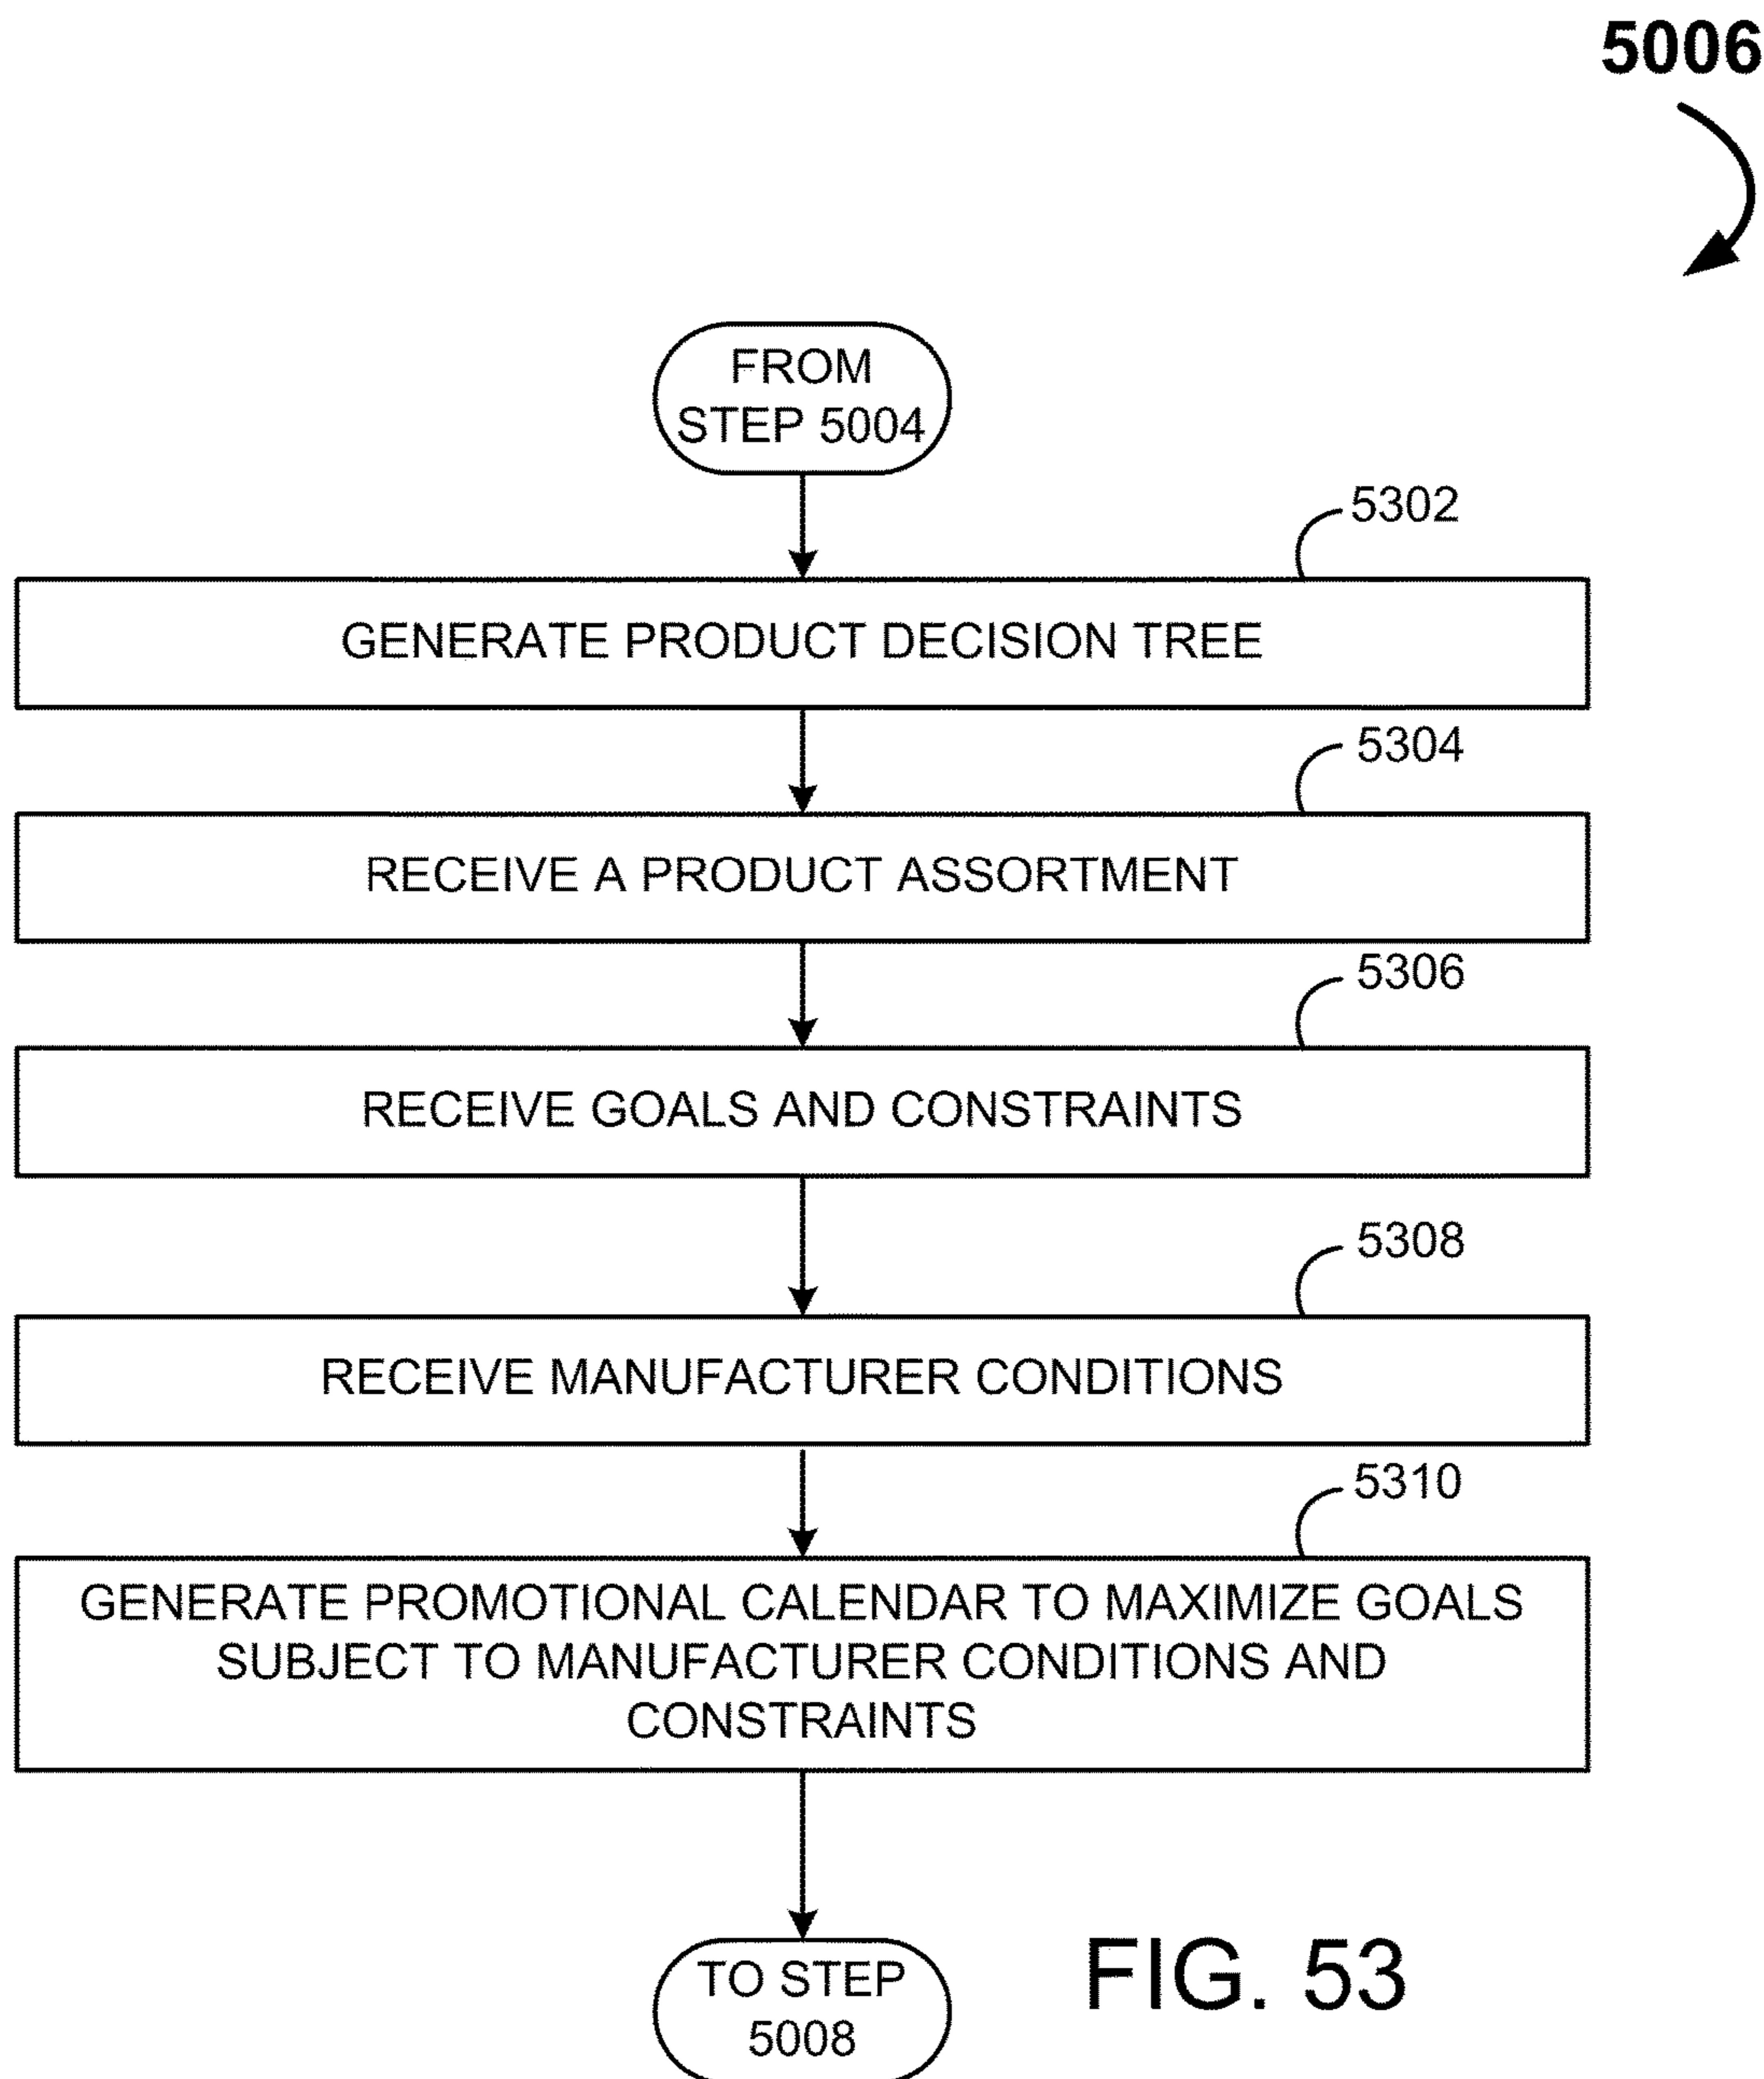 5006
FROM
STEP 5004
5302
GENERATE PRODUCT DECISION TREE
5304
RECEIVE A PRODUCT ASSORTMENT
5306
RECEIVE GOALS AND CONSTRAINTS
5308
RECEIVE MANUFACTURER CONDITIONS
5310
GENERATE PROMOTIONAL CALENDAR TO MAXIMIZE GOALS
SUBJECT TO MANUFACTURER CONDITIONS AND
CONSTRAINTS
TO STEP
5008
FIG. 53